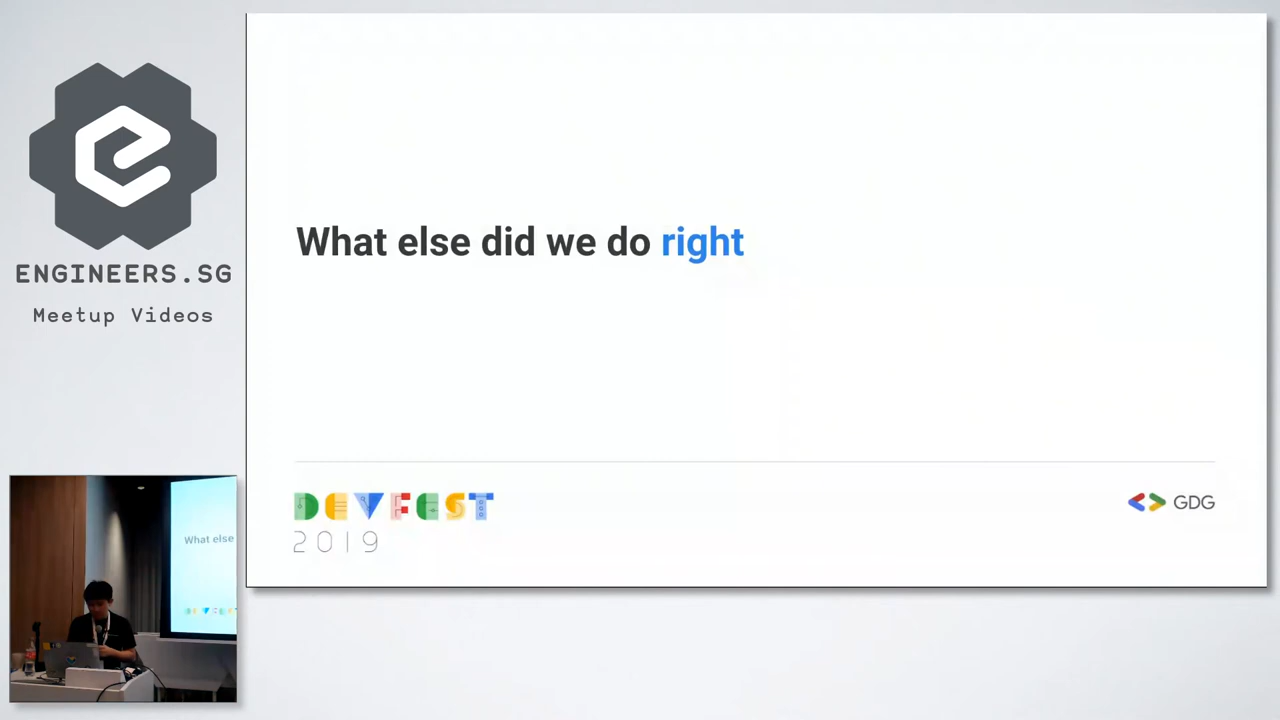 ENGINEERS.SG
Meetup Videos
What else did we do right
DEVFEST
2019
GDG
What else